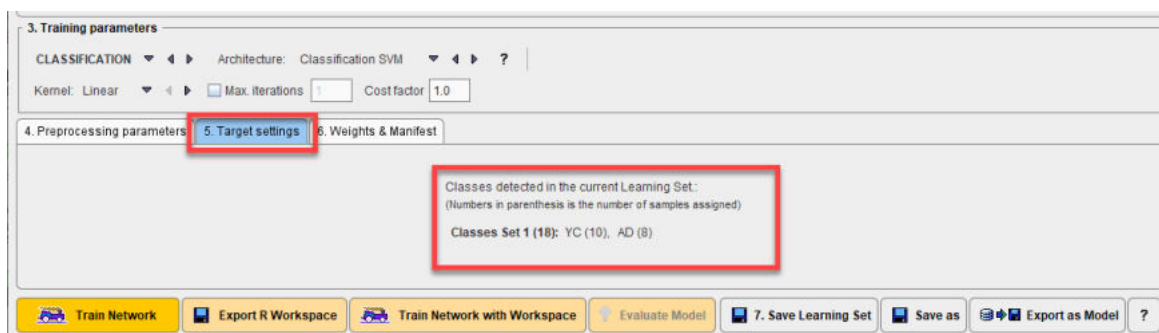 3. Training parameters
CLASSIFICATION Architecture: Classification SVM ?
Kernel: Linear Max. iterations 1 Cost factor 1.0
4. Preprocessing parameters 5. Target settings 6. Weights & Manifest
Classes detected in the current Learning Set.:
(Numbers in parenthesis is the number of samples assigned)
Classes Set 1 (18): YC (10), AD (8)
Train Network Export R Workspace Train Network with Workspace Evaluate Model 7. Save Learning Set Save as Export as Model ?